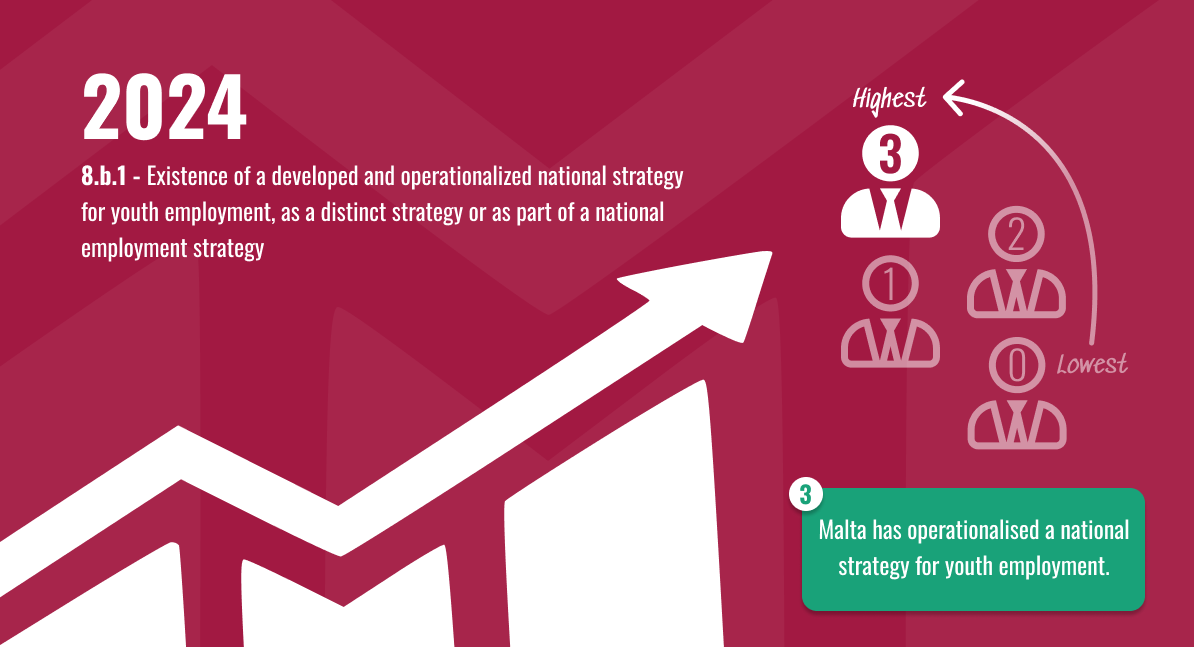 2024
8.b.1 - Existence of a developed and operationalized national strategy
for youth employment, as a distinct strategy or as part of a national
employment strategy
Highest
3
2
1
0
Lowest
3
Malta has operationalised a national
strategy for youth employment.